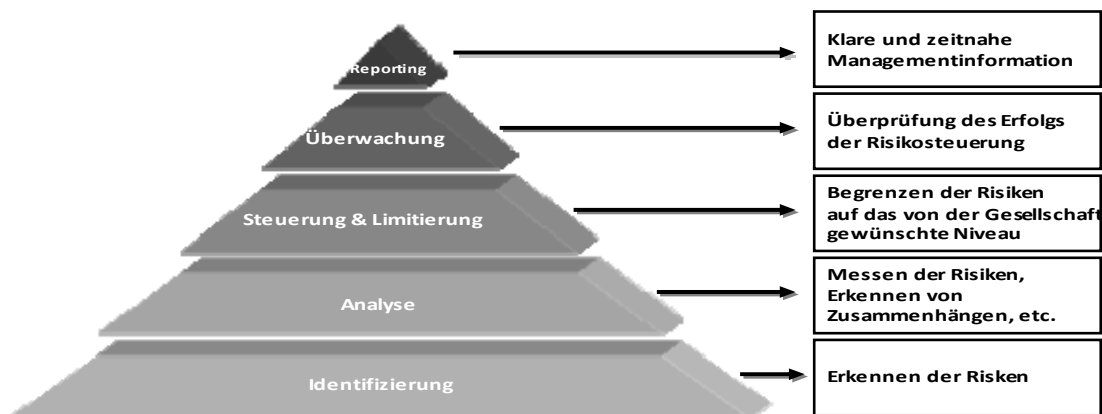 Reporting
Klare und zeitnahe
Managementinformation
Überwachung
Überprüfung des Erfolgs
der Risikosteuerung
Steuerung & Limitierung
Begrenzen der Risiken
auf das von der Gesellschaft
gewünschte Niveau
Analyse
Messen der Risiken,
Erkennen von
Zusammenhängen, etc.
Identifizierung
Erkennen der Risken